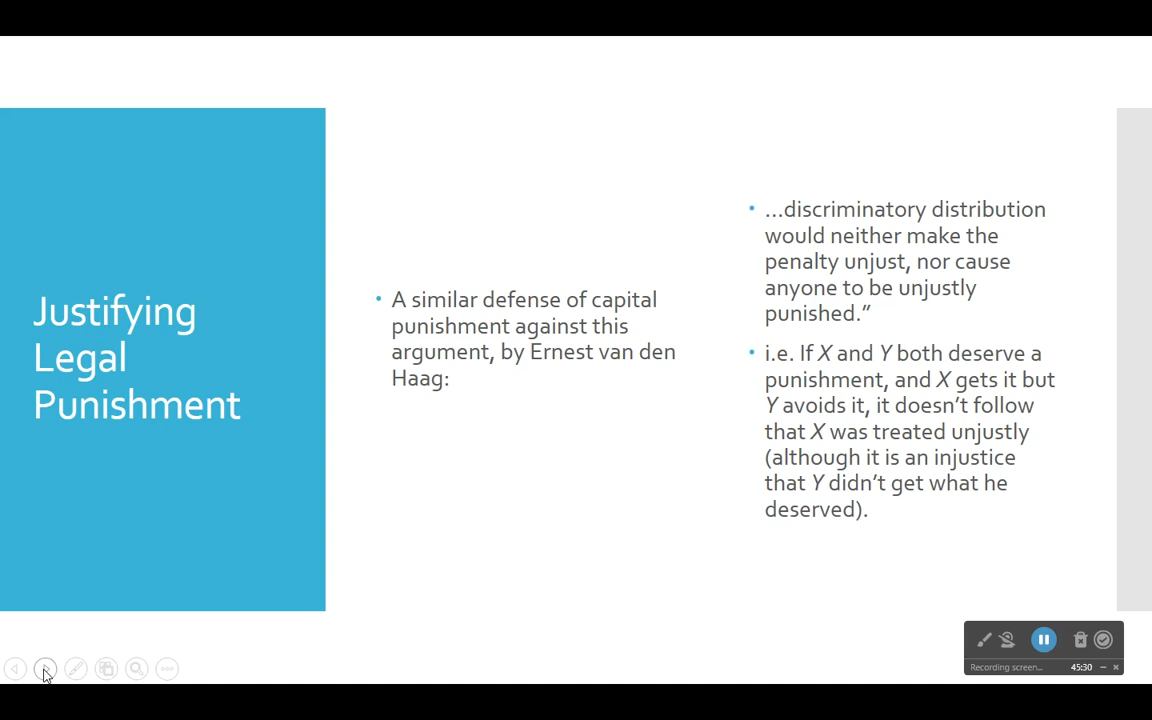 Justifying
Legal
Punishment
• A similar defense of capital
punishment against this
argument, by Ernest van den
Haag:
• …discriminatory distribution
would neither make the
penalty unjust, nor cause
anyone to be unjustly
punished.”
• i.e. If X and Y both deserve a
punishment, and X gets it but
Y avoids it, it doesn’t follow
that X was treated unjustly
(although it is an injustice
that Y didn’t get what he
deserved).
Recording screen... 45:30